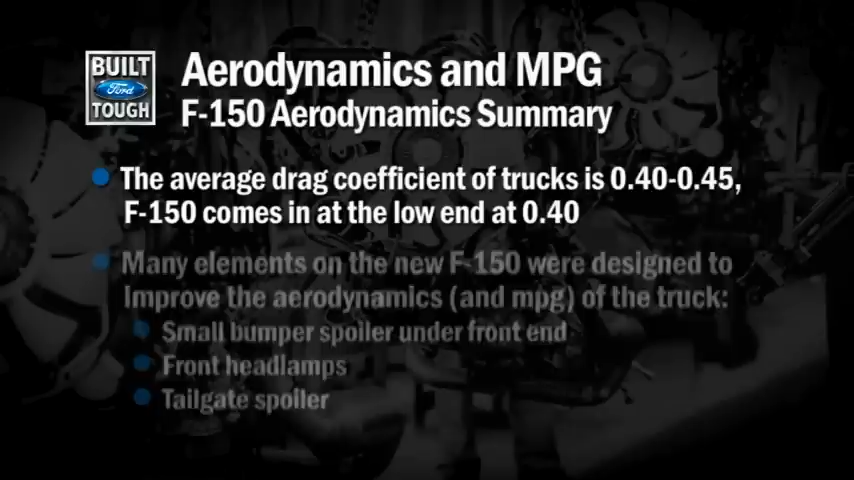 BUILT
Ford
TOUGH
Aerodynamics and MPG
F-150 Aerodynamics Summary
The average drag coefficient of trucks is 0.40-0.45,
F-150 comes in at the low end at 0.40
Many elements on the new F-150 were designed to
improve the aerodynamics (and mpg) of the truck:
Small bumper spoiler under front end
Front headlamps
Tailgate spoiler